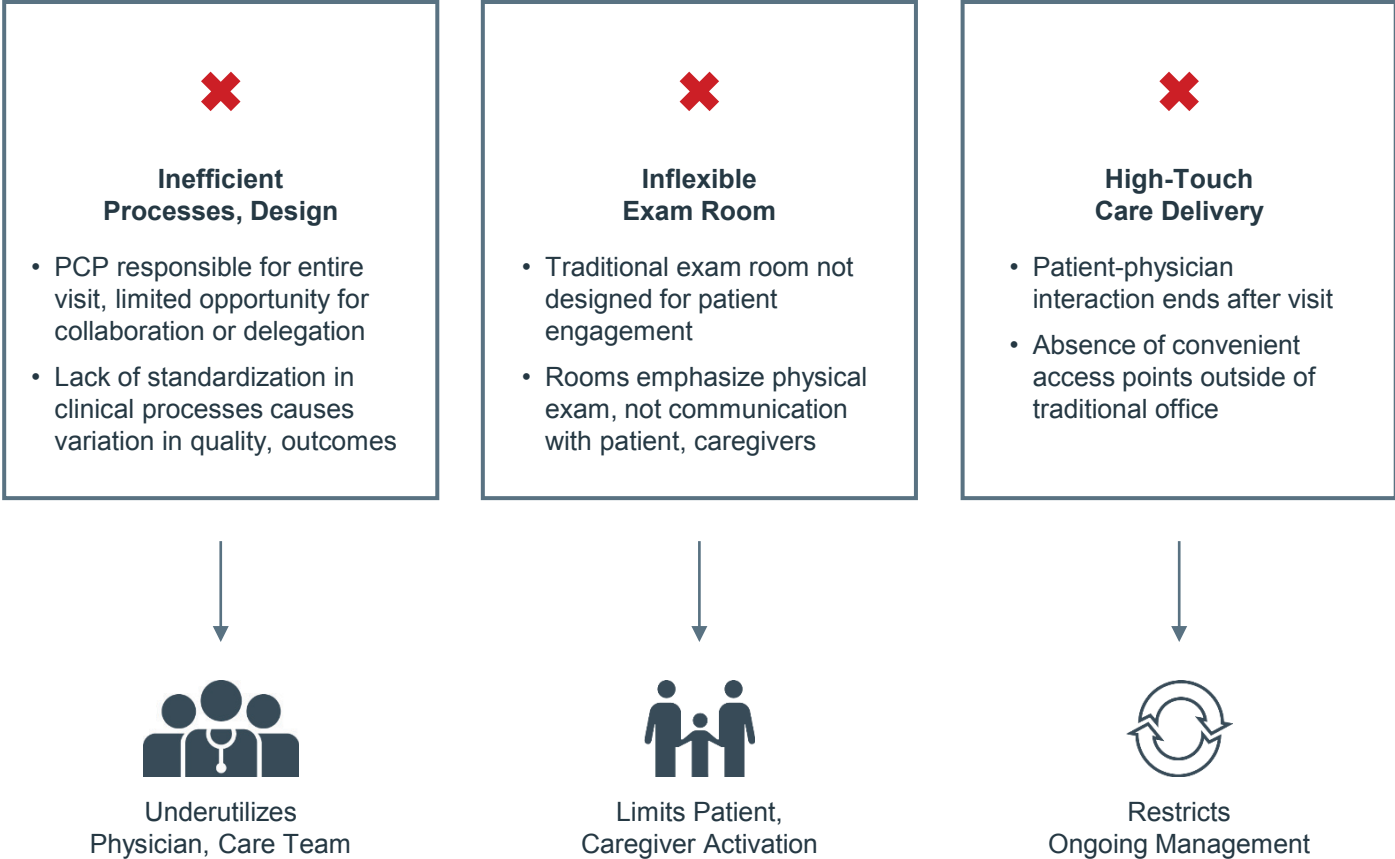 Inefficient
Processes, Design
• PCP responsible for entire
visit, limited opportunity for
collaboration or delegation
• Lack of standardization in
clinical processes causes
variation in quality, outcomes
Inflexible
Exam Room
• Traditional exam room not
designed for patient
engagement
• Rooms emphasize physical
exam, not communication
with patient, caregivers
High-Touch
Care Delivery
• Patient-physician
interaction ends after visit
• Absence of convenient
access points outside of
traditional office
Underutilizes
Physician, Care Team
Limits Patient,
Caregiver Activation
Restricts
Ongoing Management